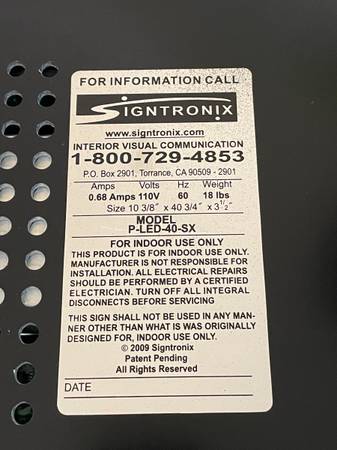 FOR INFORMATION CALL
SIGNTRONIX
www.signtronix.com
INTERIOR VISUAL COMMUNICATION
1-800-729-4853
P.O. Box 2901, Torrance, CA 90509 - 2901
Amps Volts Hz Weight
0.68 Amps 110V 60 18 lbs
Size 10 3/8" x 40 3/4" x 3 1/2"
MODEL
P-LED-40-SX
FOR INDOOR USE ONLY
THIS PRODUCT IS FOR INDOOR USE ONLY.
MANUFACTURER IS NOT RESPONSIBLE FOR
INSTALLATION. ALL ELECTRICAL REPAIRS
SHOULD BE PERFORMED BY A CERTIFIED
ELECTRICIAN. TURN OFF ALL INTEGRAL
DISCONNECTS BEFORE SERVICING
THIS SIGN SHALL NOT BE USED IN ANY MAN-
NER OTHER THAN WHAT IT WAS ORIGINALLY
DESIGNED FOR, INDOOR USE ONLY.
© 2009 Signtronix
Patent Pending
All Rights Reserved
DATE